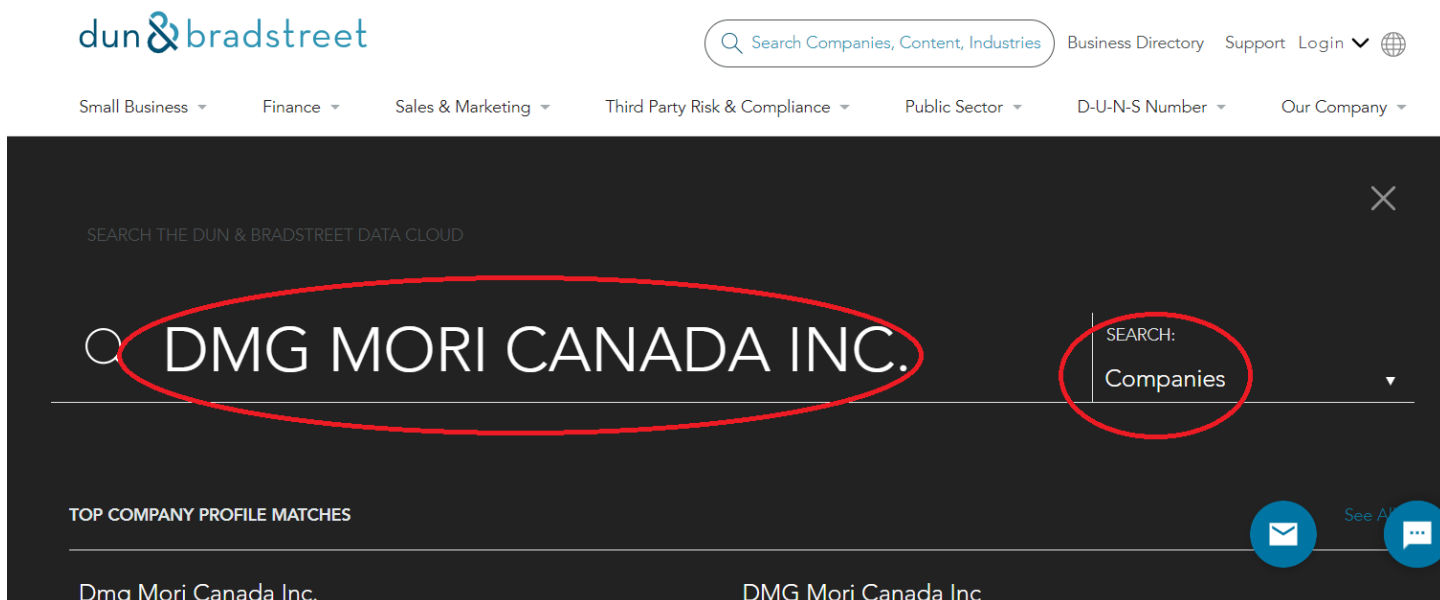 dun & bradstreet
Search Companies, Content, Industries
Business Directory Support Login
Small Business Finance Sales & Marketing Third Party Risk & Compliance Public Sector D-U-N-S Number Our Company
SEARCH THE DUN & BRADSTREET DATA CLOUD
DMG MORI CANADA INC.
SEARCH:
Companies
TOP COMPANY PROFILE MATCHES
See
Dmg Mori Canada Inc.
DMG Mori Canada Inc